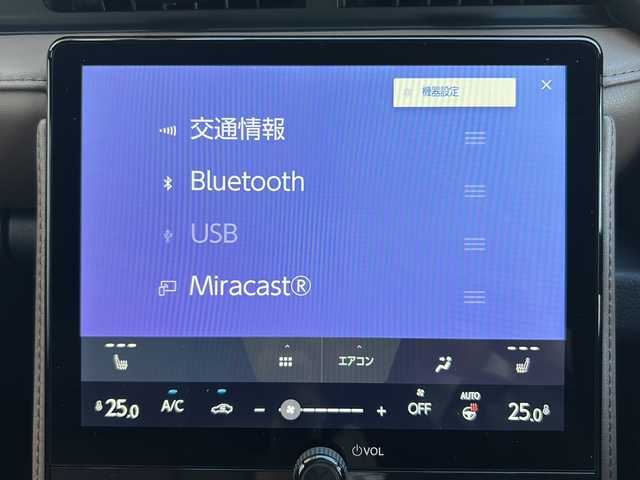 機器設定
交通情報
Bluetooth
USB
Miracast®
エアコン
25.0 A/C OFF AUTO 25.0
VOL